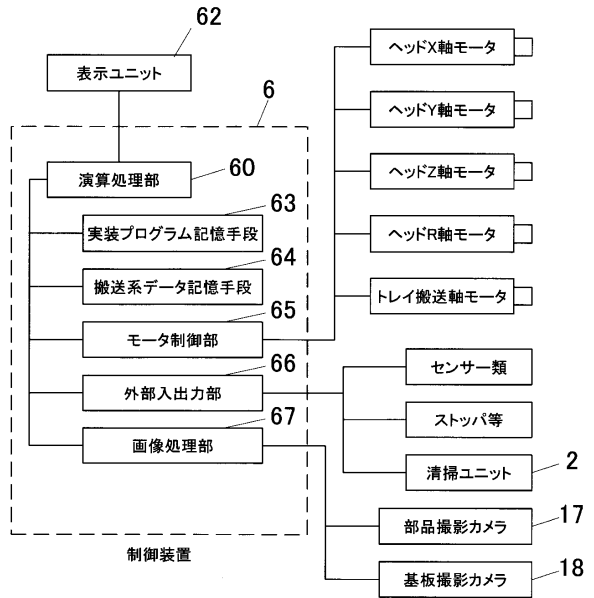 62
表示ユニット
6
演算処理部
60
63
実装プログラム記憶手段
64
搬送系データ記憶手段
65
モータ制御部
66
外部入出力部
67
画像処理部
制御装置
ヘッドX軸モータ
ヘッドY軸モータ
ヘッドZ軸モータ
ヘッドR軸モータ
トレイ搬送軸モータ
センサー類
ストッパ等
清掃ユニット
2
部品撮影カメラ
17
基板撮影カメラ
18